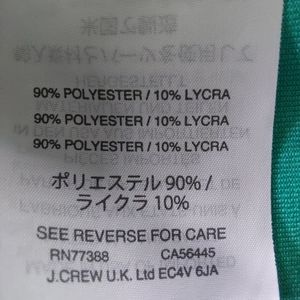 90% POLYESTER / 10% LYCRA
90% POLYESTER / 10% LYCRA
90% POLYESTER / 10% LYCRA
ポリエステル 90% /
ライクラ 10%
SEE REVERSE FOR CARE
RN77388 CA56445
J.CREW U.K. Ltd EC4V 6JA